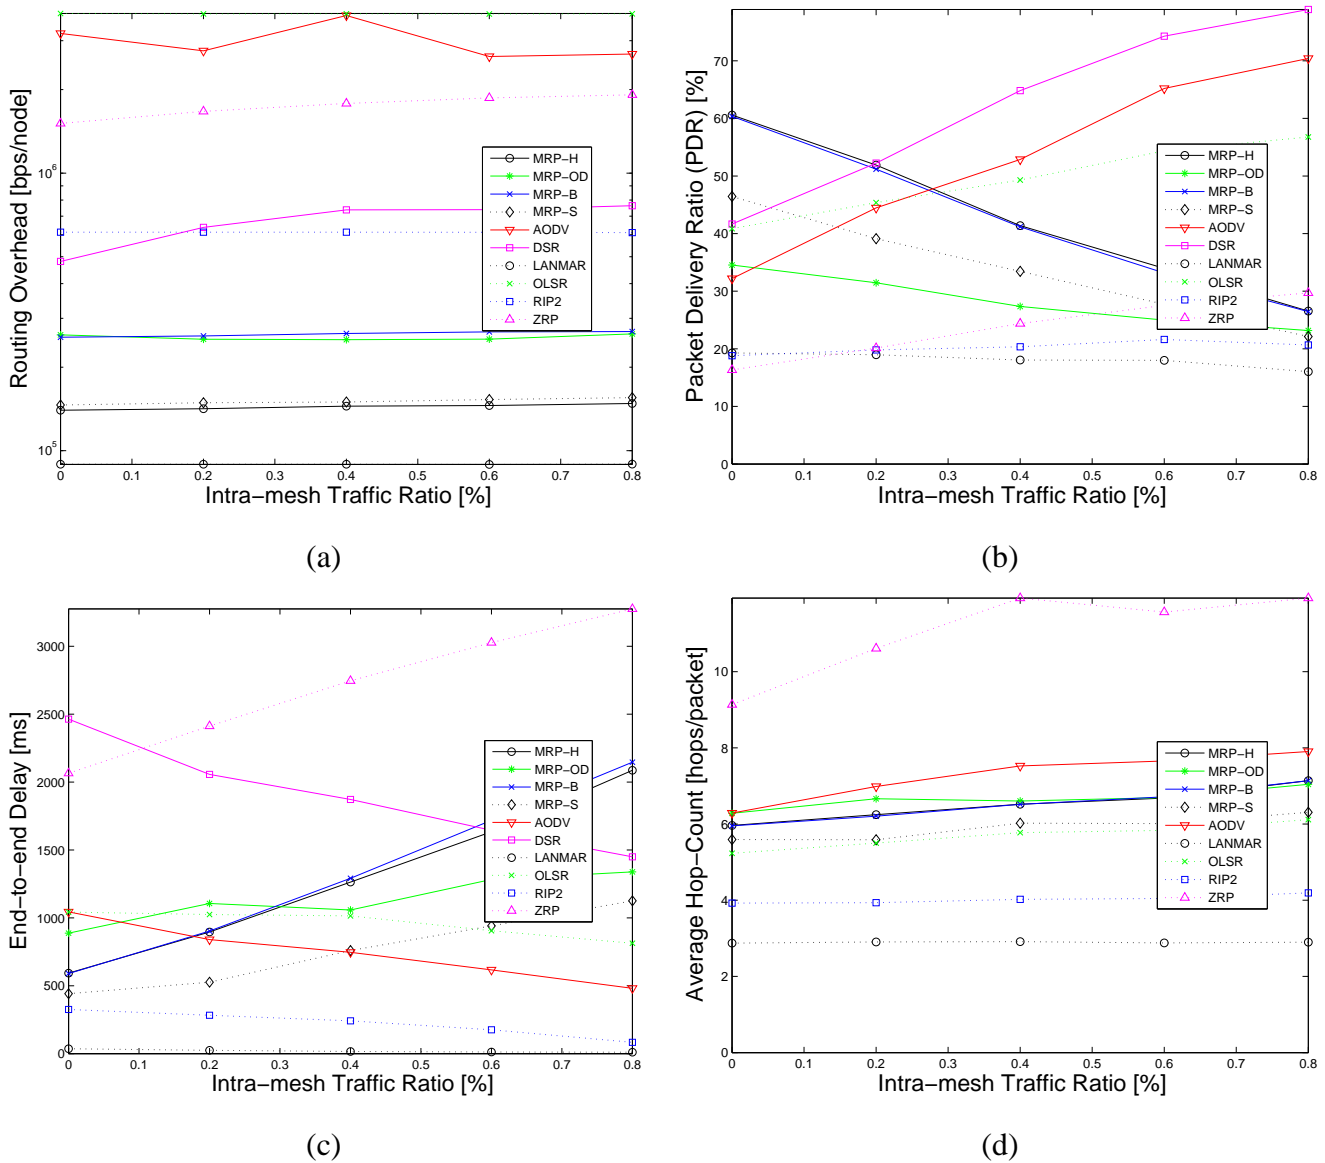 Routing Overhead [bps/node]
10^6
10^5
0 0.1 0.2 0.3 0.4 0.5 0.6 0.7 0.8
Intra-mesh Traffic Ratio [%]
MRP-H
MRP-OD
MRP-B
MRP-S
AODV
DSR
LANMAR
OLSR
RIP2
ZRP
(a)
Packet Delivery Ratio (PDR) [%]
70
60
50
40
30
20
10
0
0 0.1 0.2 0.3 0.4 0.5 0.6 0.7 0.8
Intra-mesh Traffic Ratio [%]
MRP-H
MRP-OD
MRP-B
MRP-S
AODV
DSR
LANMAR
OLSR
RIP2
ZRP
(b)
End-to-end Delay [ms]
3000
2500
2000
1500
1000
500
0
0 0.1 0.2 0.3 0.4 0.5 0.6 0.7 0.8
Intra-mesh Traffic Ratio [%]
MRP-H
MRP-OD
MRP-B
MRP-S
AODV
DSR
LANMAR
OLSR
RIP2
ZRP
(c)
Average Hop-Count [hops/packet]
10
8
6
4
2
0
0 0.1 0.2 0.3 0.4 0.5 0.6 0.7 0.8
Intra-mesh Traffic Ratio [%]
MRP-H
MRP-OD
MRP-B
MRP-S
AODV
DSR
LANMAR
OLSR
RIP2
ZRP
(d)